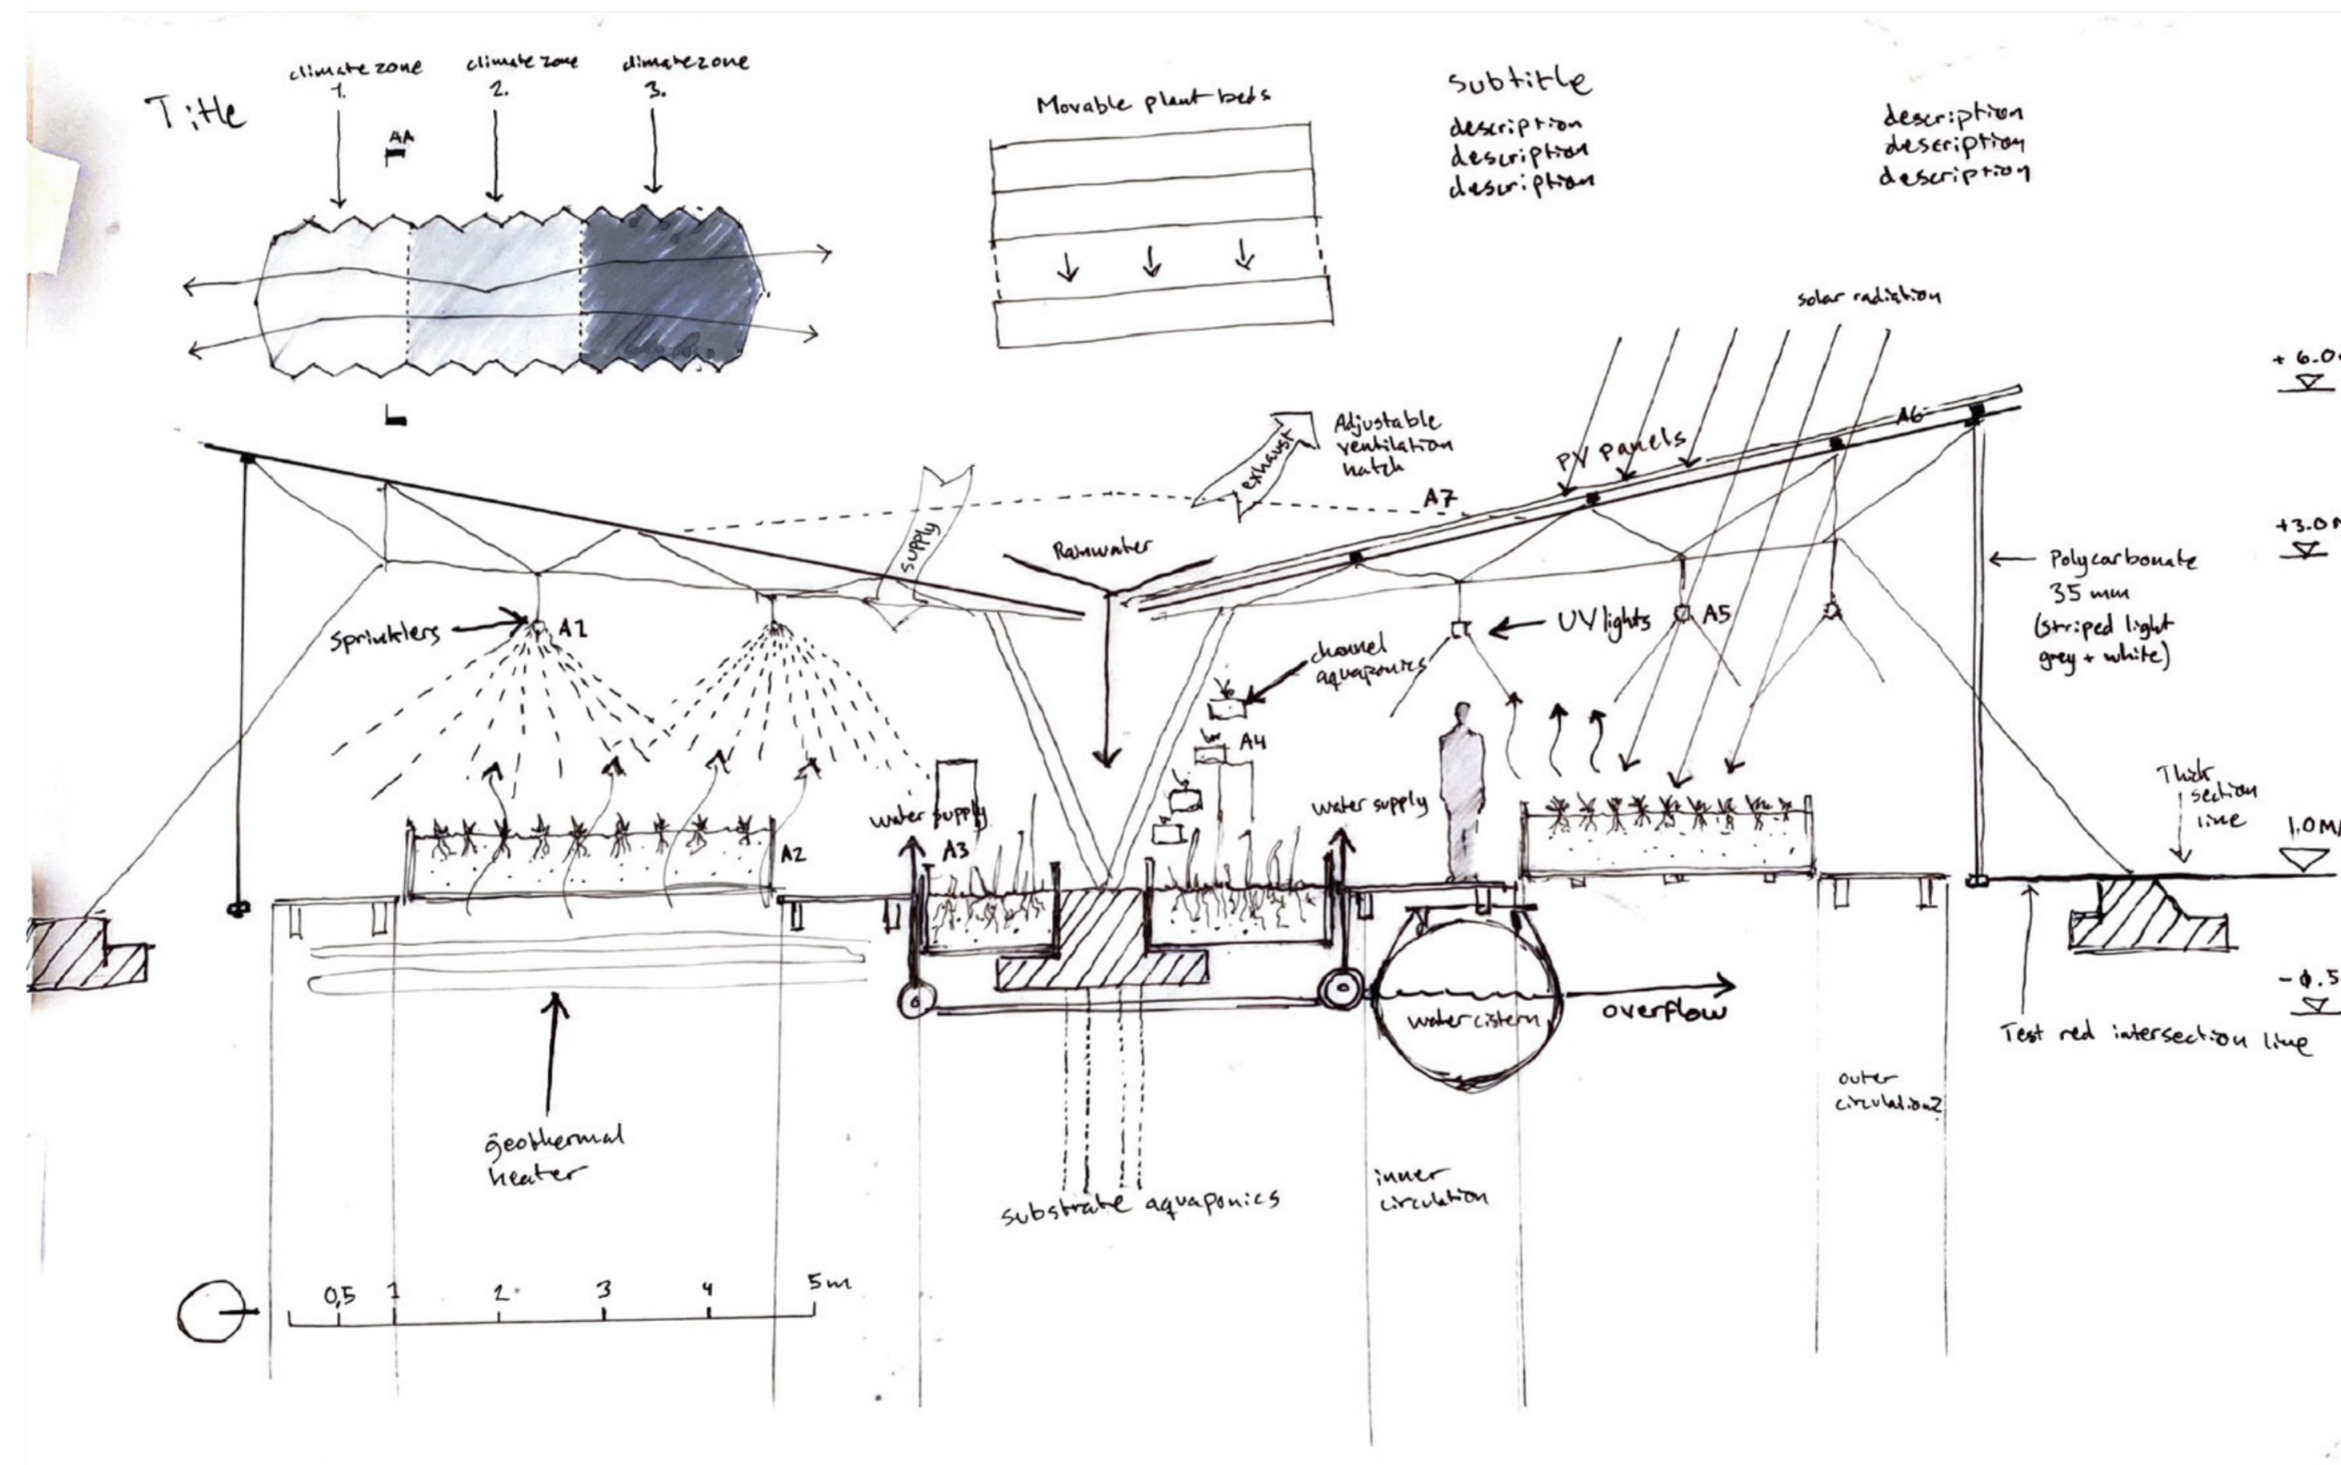 Title
climate zone
1.
climate zone
2.
climate zone
3.
AA
Movable plant beds
Subtitle
description
description
description
description
description
description
solar radiation
+ 6.0
exhaust
Adjustable
ventilation
hatch
PV panels
A6
A7
supply
Rainwater
+3.0
Polycarbonate
35 mm
(striped light
grey + white)
Sprinklers
A1
channel
aquaponics
UV lights
A5
A4
water supply
A3
A2
water supply
Thick
section
line
1.0M
-0.5
water cistern
overflow
Test red intersection line
outer
circulation?
geothermal
heater
inner
circulation
substrate aquaponics
0,5 1 2 3 4 5m